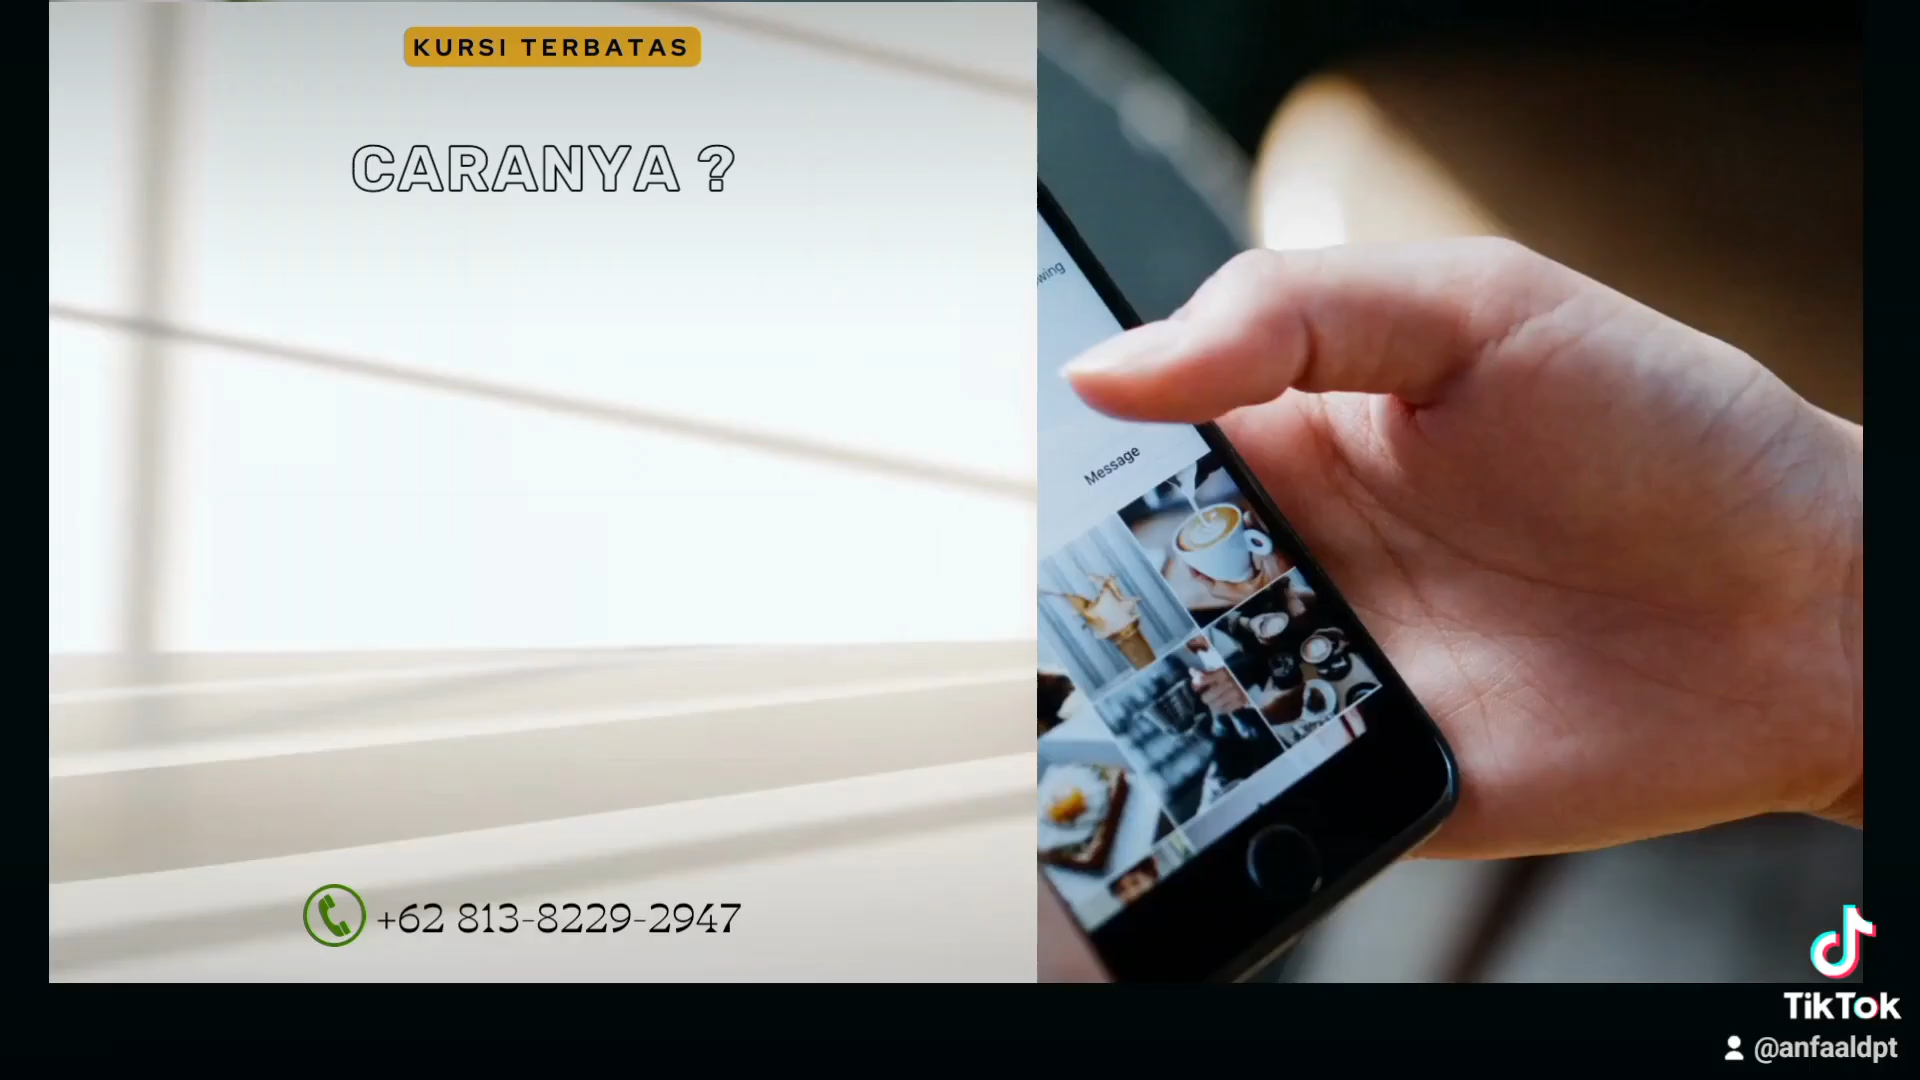 KURSI TERBATAS
CARANYA ?
+62 813-8229-2947
wing
Message
TikTok
@anfaaldpt